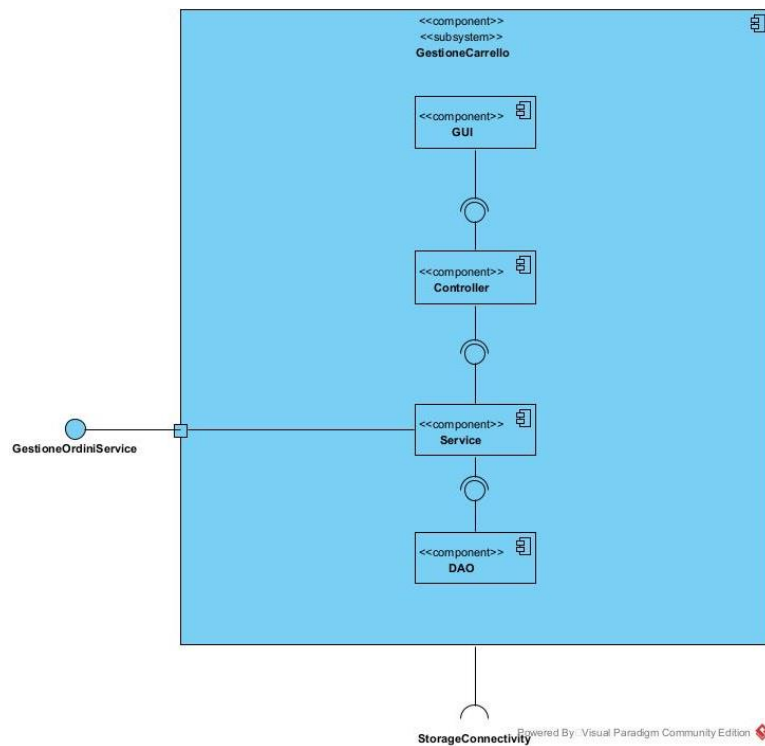 <<component>>
<<subsystem>>
GestioneCarrello
<<component>>
GUI
<<component>>
Controller
<<component>>
Service
GestioneOrdiniService
<<component>>
DAO
StorageConnectivity
Powered By Visual Paradigm Community Edition